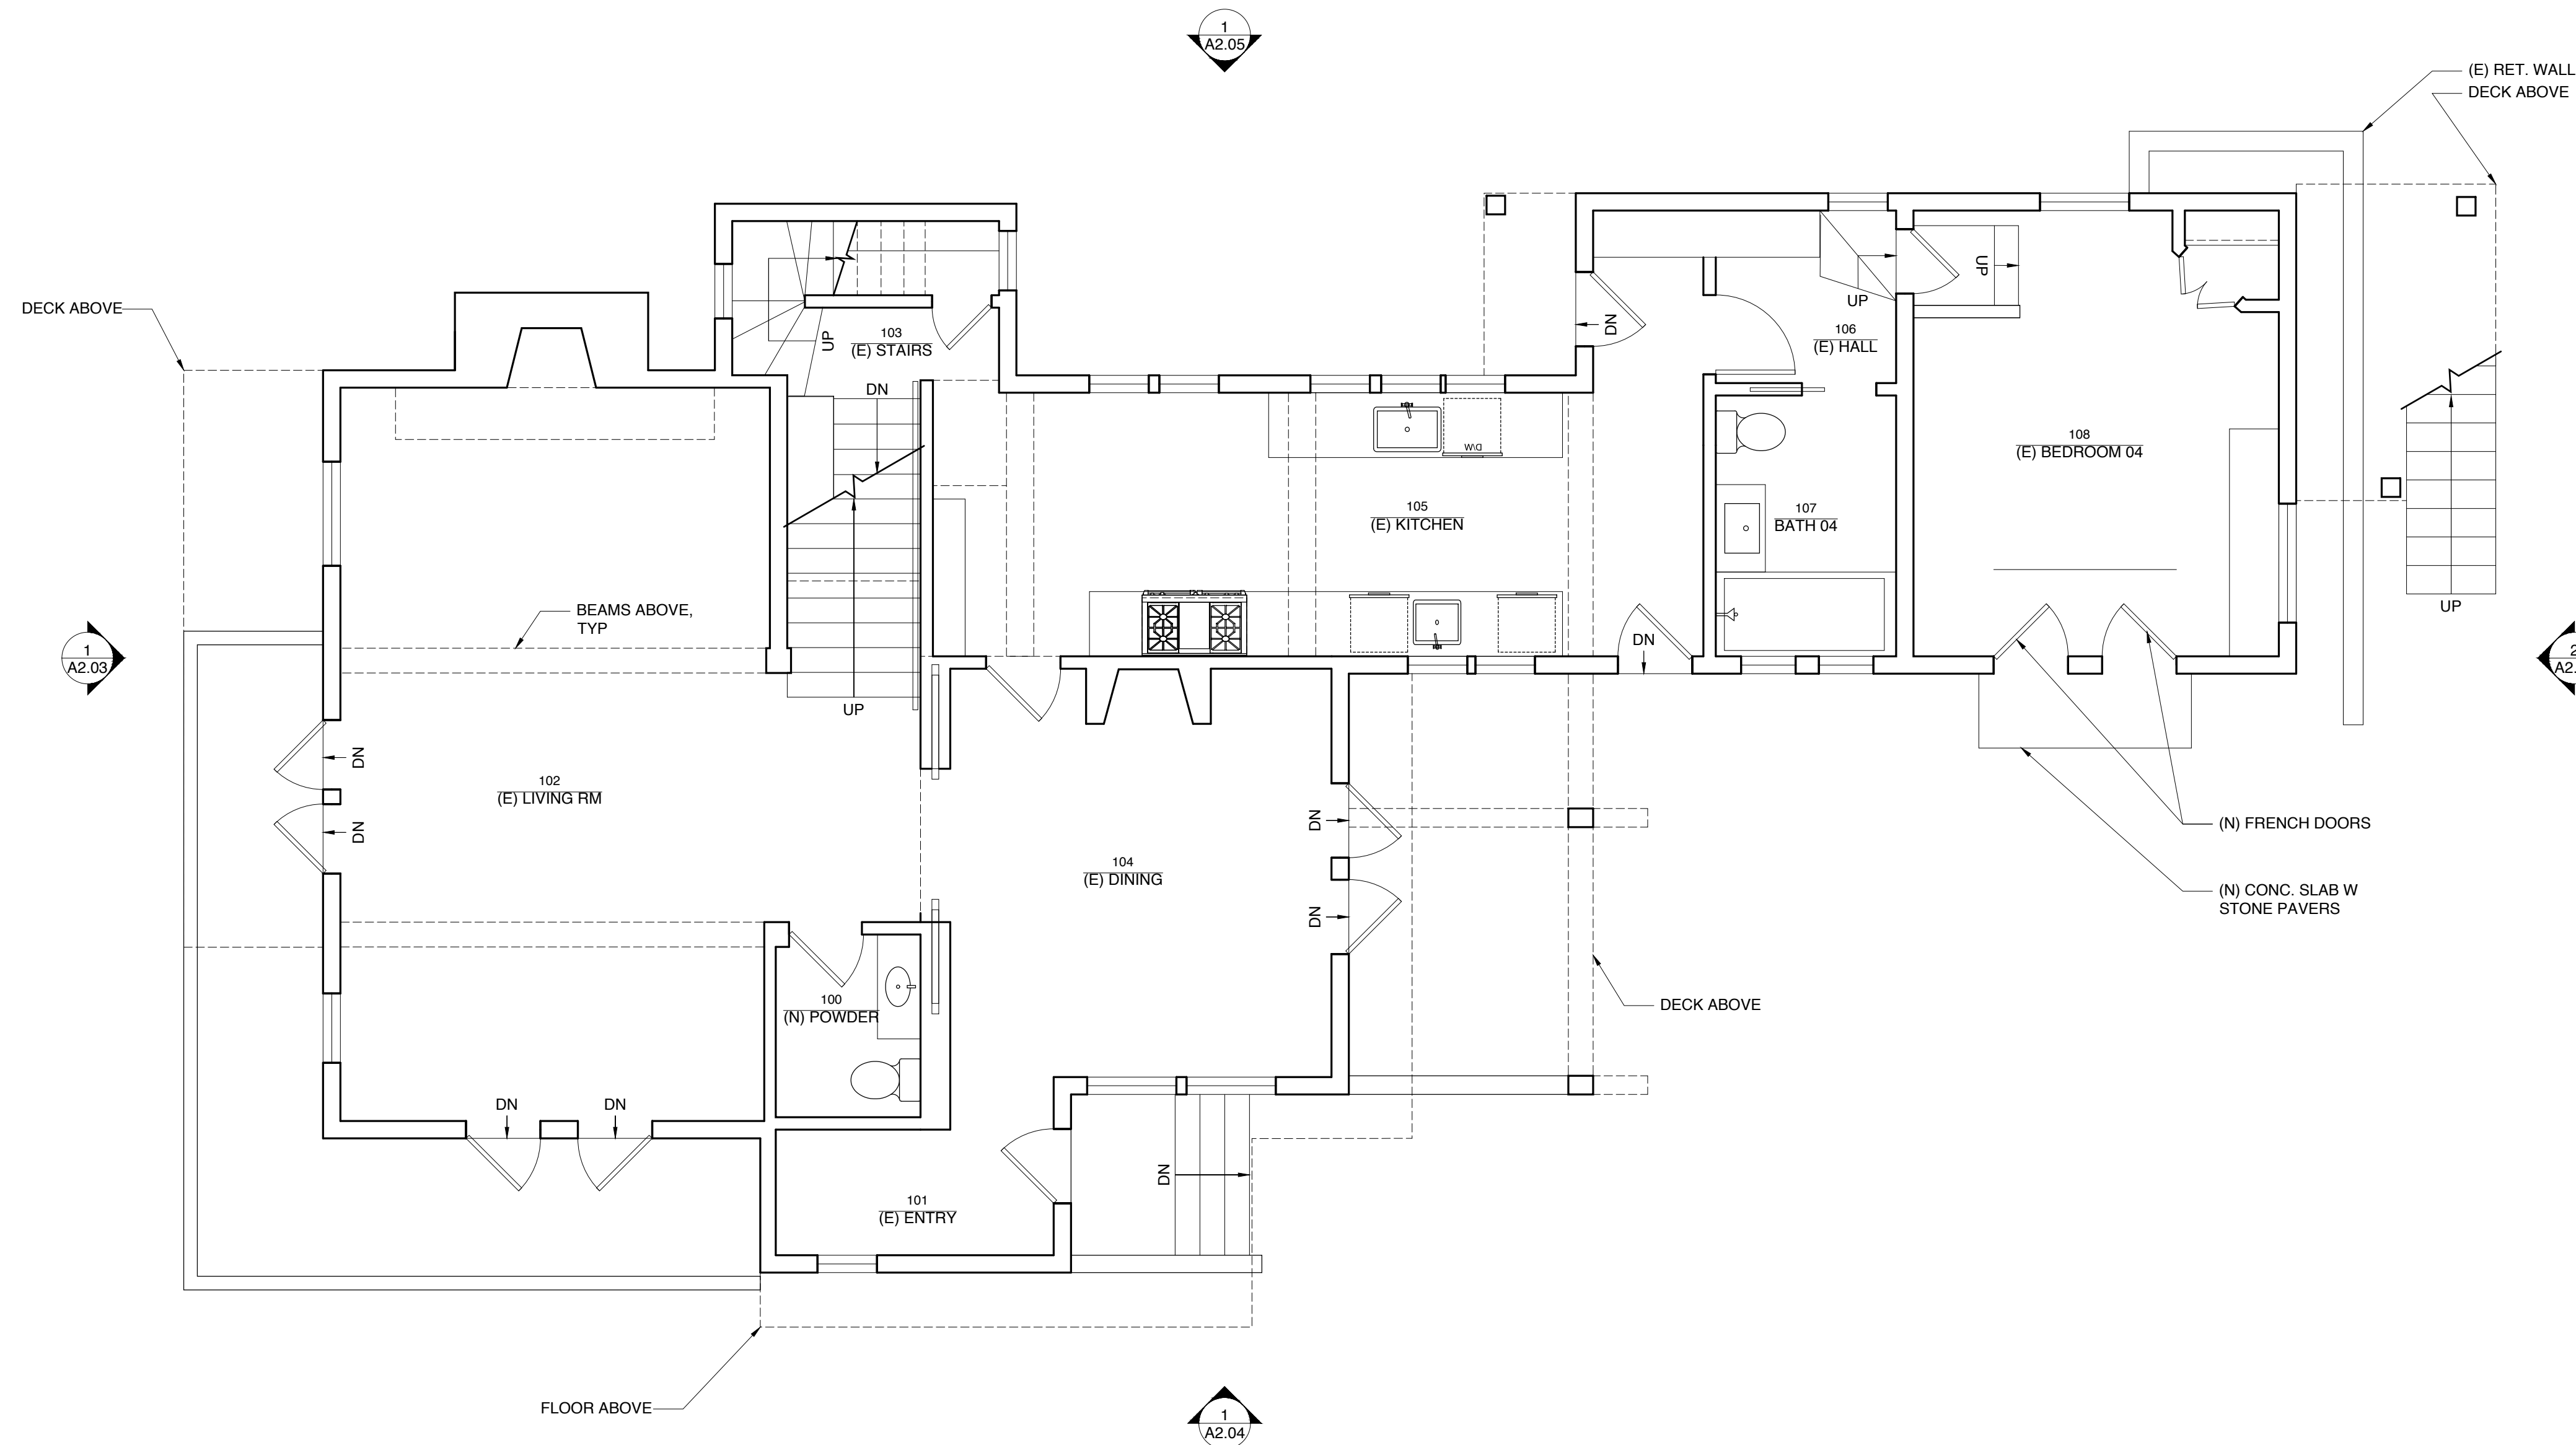 1
A2.05
(E) RET. WALL
DECK ABOVE
DECK ABOVE
103
(E) STAIRS
UP
DN
DN
UP
106
(E) HALL
UP
108
(E) BEDROOM 04
D\W
105
(E) KITCHEN
107
BATH 04
UP
BEAMS ABOVE,
TYP
DN
1
A2.03
2
UP
DN
DN
102
(E) LIVING RM
DN
DN
104
(E) DINING
(N) FRENCH DOORS
(N) CONC. SLAB W
STONE PAVERS
100
(N) POWDER
DECK ABOVE
DN
DN
DN
101
(E) ENTRY
FLOOR ABOVE
1
A2.04